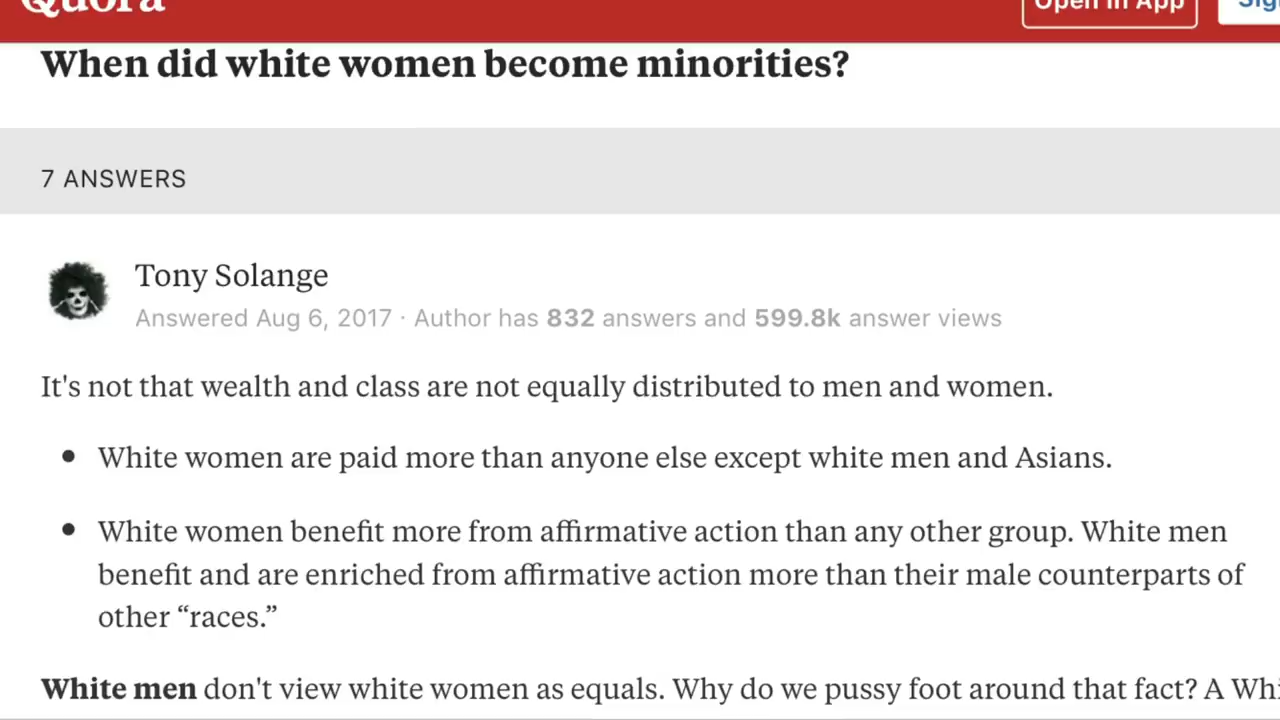 Quora
Open in App
When did white women become minorities?
7 ANSWERS
Tony Solange
Answered Aug 6, 2017 · Author has 832 answers and 599.8k answer views
It's not that wealth and class are not equally distributed to men and women.
• White women are paid more than anyone else except white men and Asians.
• White women benefit more from affirmative action than any other group. White men
benefit and are enriched from affirmative action more than their male counterparts of
other “races.”
White men don't view white women as equals. Why do we pussy foot around that fact? A